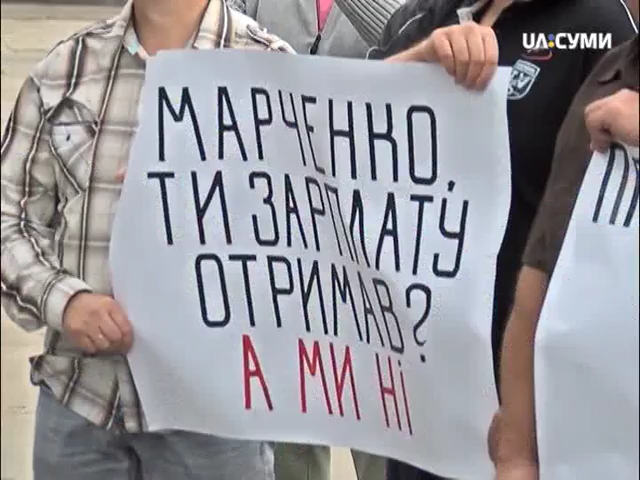 UA:СУМИ
МАРЧЕНКО,
ТИ ЗАРПЛАТУ
ОТРИМАВ?
А МИ НІ